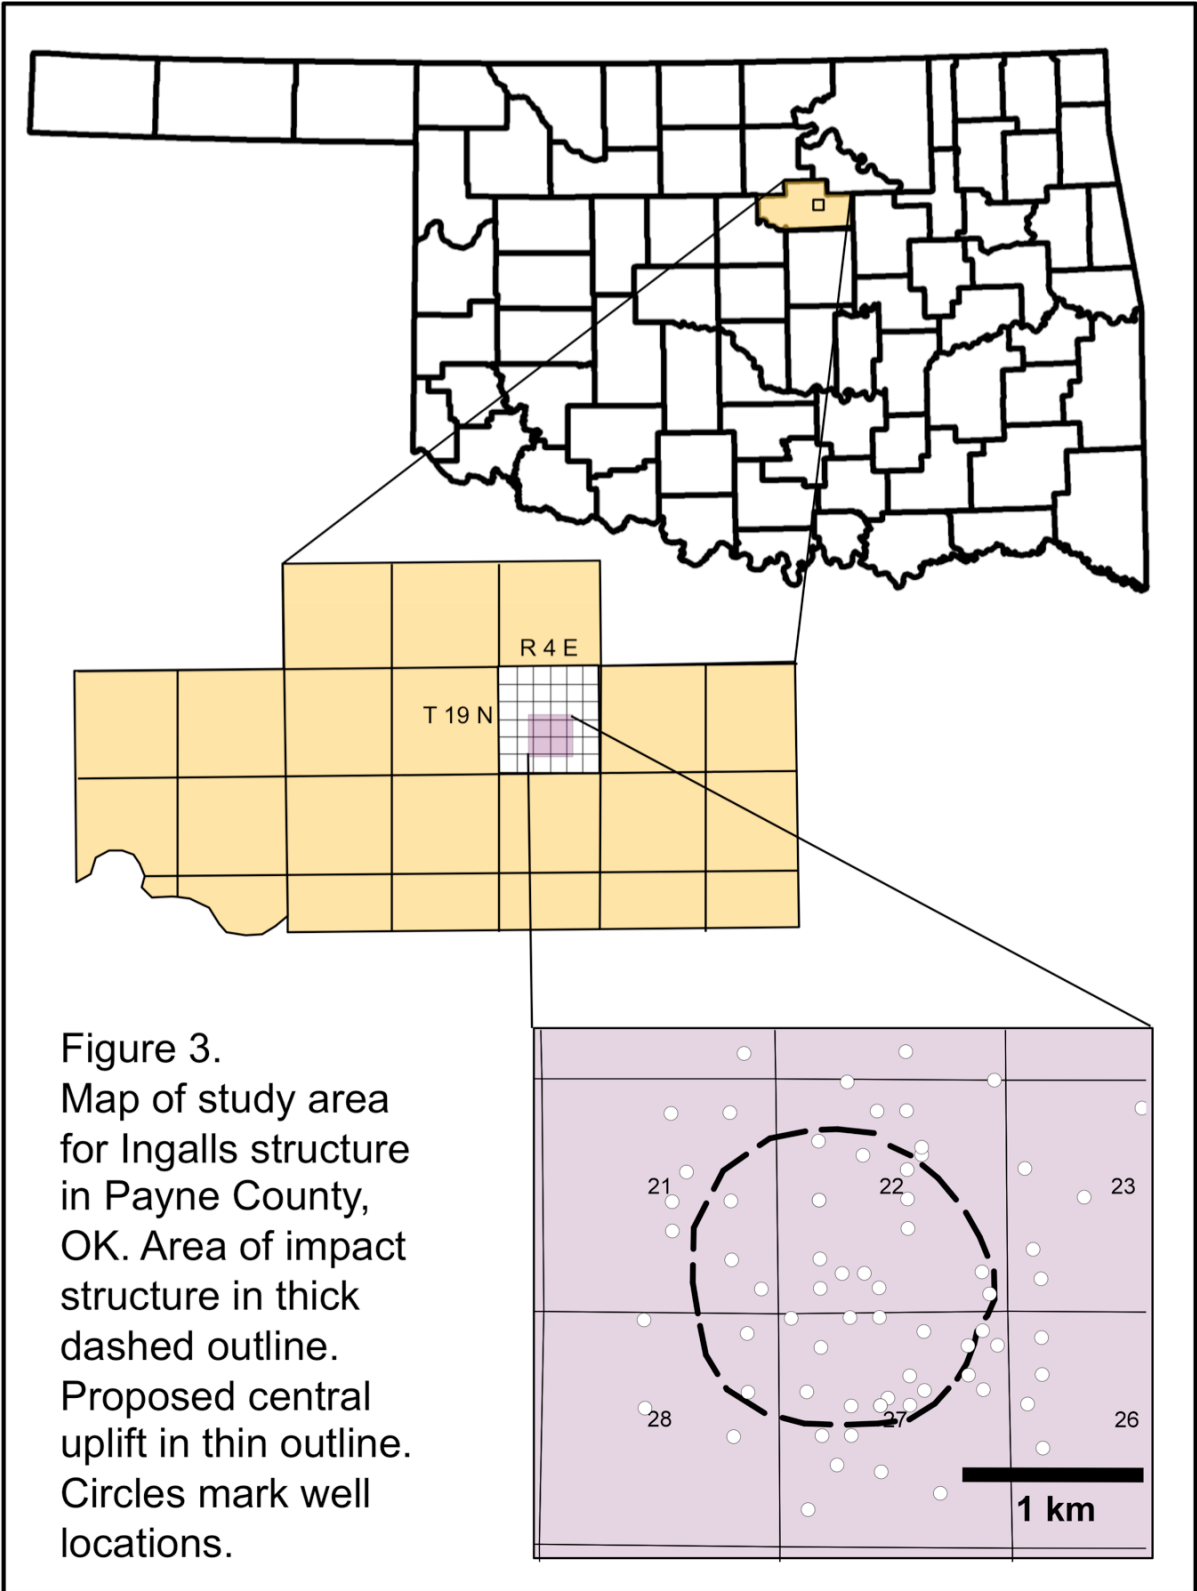 R 4 E
T 19 N
Figure 3.
Map of study area
for Ingalls structure
in Payne County,
OK. Area of impact
structure in thick
dashed outline.
Proposed central
uplift in thin outline.
Circles mark well
locations.
21
22
23
28
27
26
1 km